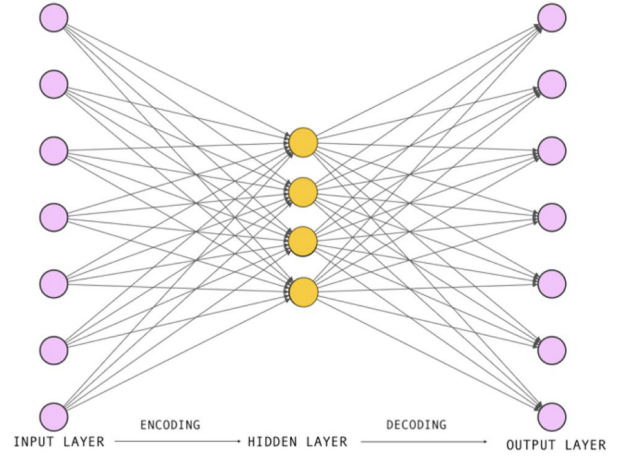 ENCODING
DECODING
INPUT LAYER
HIDDEN LAYER
OUTPUT LAYER